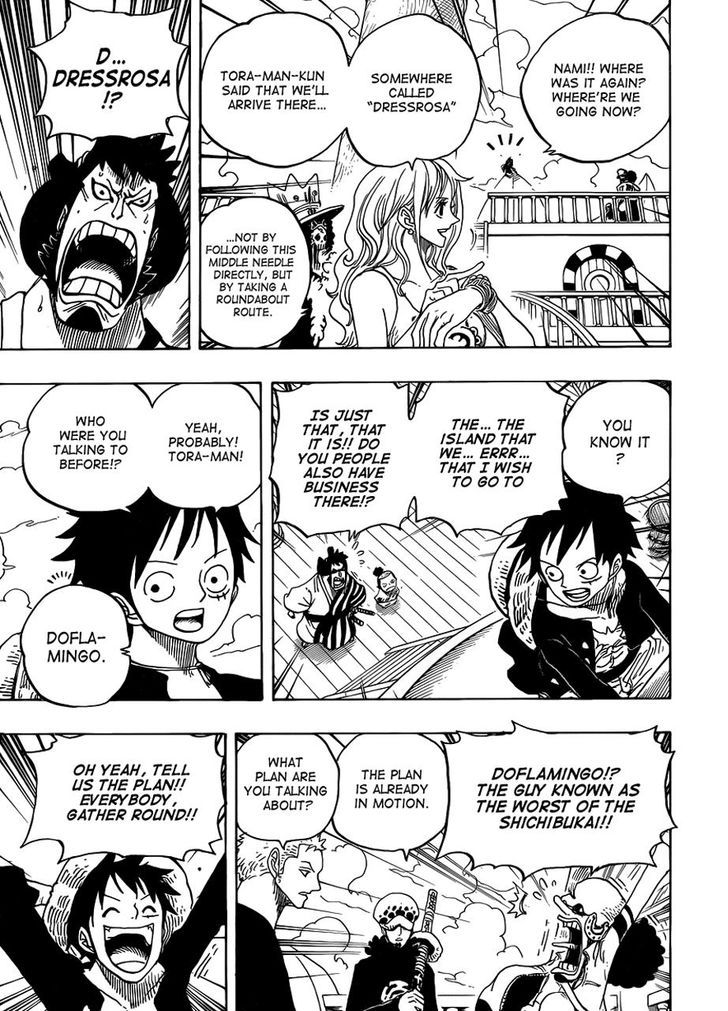 NAMI!! WHERE
WAS IT AGAIN?
WHERE'RE WE
GOING NOW?
SOMEWHERE
CALLED
"DRESSROSA"
TORA-MAN-KUN
SAID THAT WE'LL
ARRIVE THERE...
...NOT BY
FOLLOWING THIS
MIDDLE NEEDLE
DIRECTLY, BUT
BY TAKING A
ROUNDABOUT
ROUTE.
D...
DRESSROSA
!?
YOU
KNOW IT
?
THE... THE
ISLAND THAT
WE... ERRR...
THAT I WISH
TO GO TO
IS JUST
THAT, THAT
IT IS!! DO
YOU PEOPLE
ALSO HAVE
BUSINESS
THERE!?
YEAH,
PROBABLY!
TORA-MAN!
WHO
WERE YOU
TALKING TO
BEFORE!?
DOFLA-
MINGO.
DOFLAMINGO!?
THE GUY KNOWN AS
THE WORST OF THE
SHICHIBUKAI!!
THE PLAN
IS ALREADY
IN MOTION.
WHAT
PLAN ARE
YOU TALKING
ABOUT?
OH YEAH, TELL
US THE PLAN!!
EVERYBODY,
GATHER ROUND!!